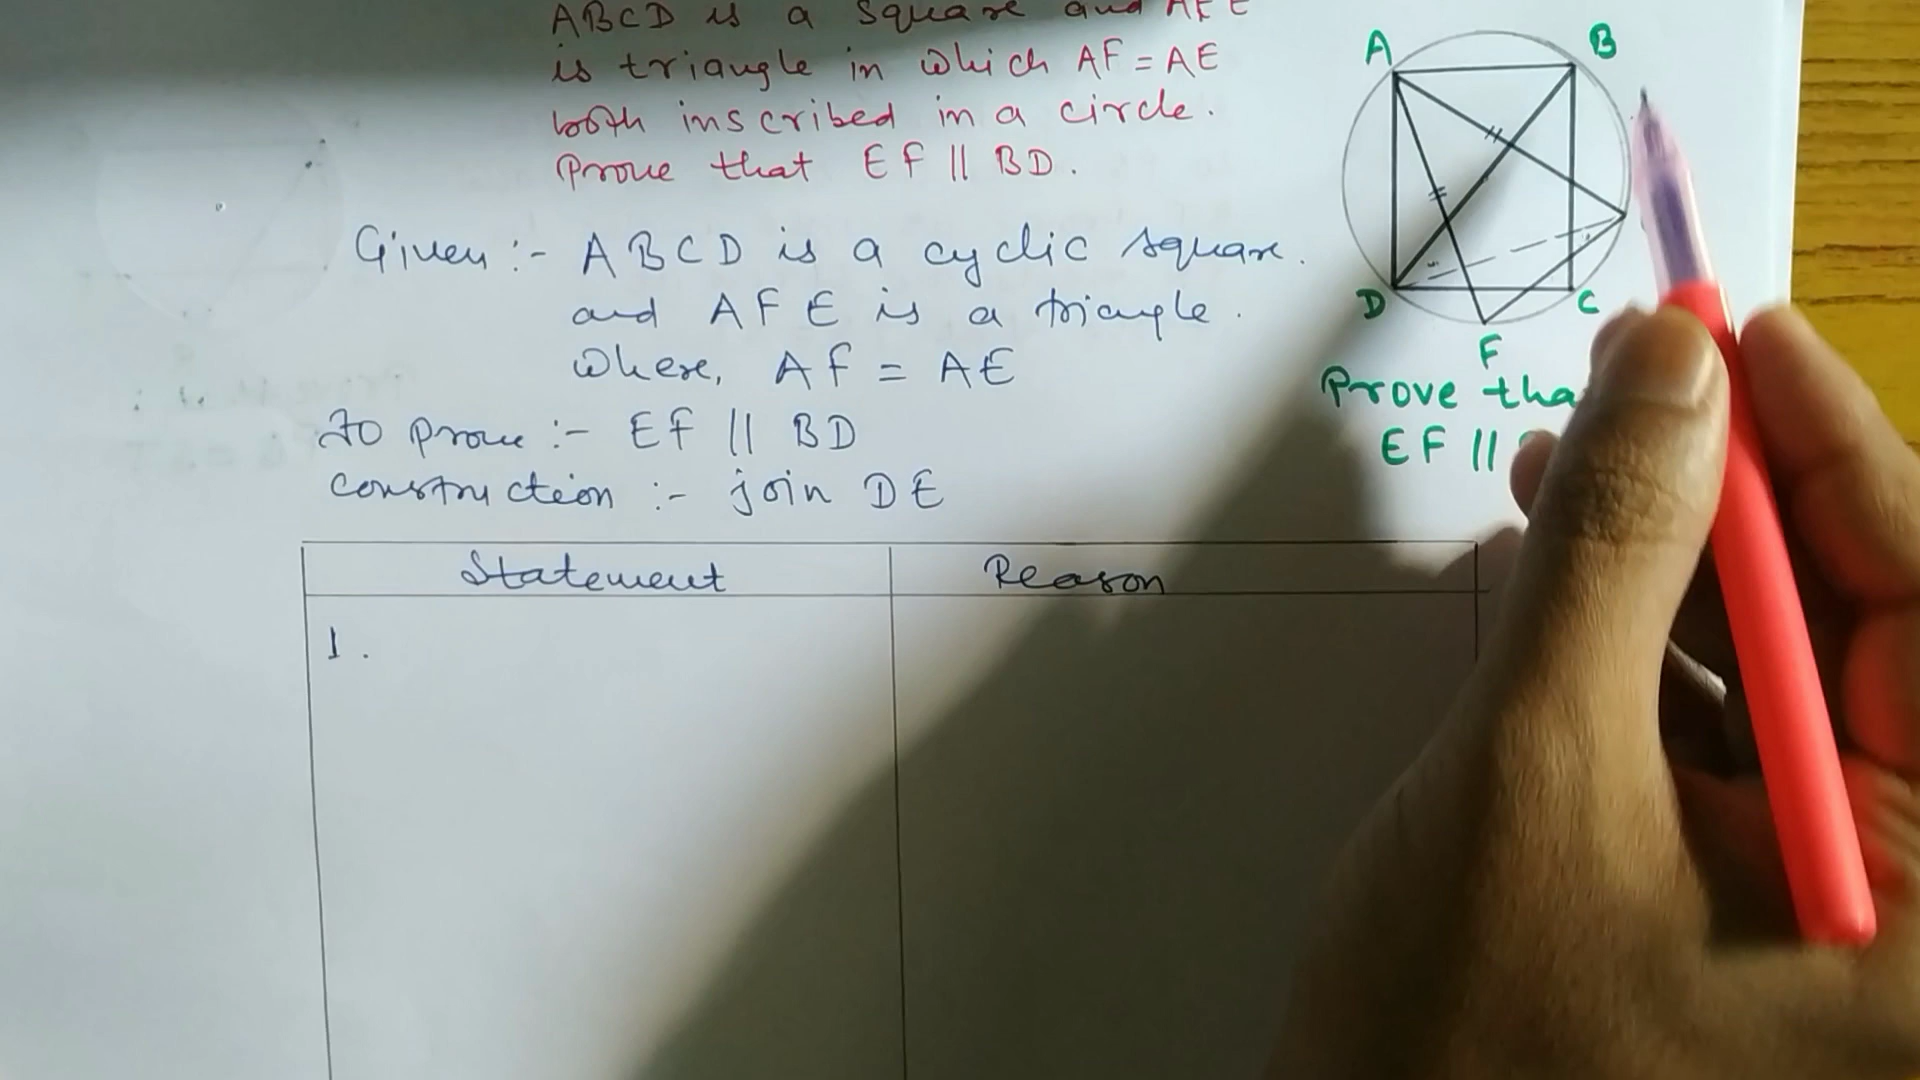 ABCD is a square and AFE
is triangle in which AF = AE
both inscribed in a circle.
Prove that EF || BD.
Given :- ABCD is a cyclic square.
and AFE is a triangle.
where, AF = AE
To prove :- EF || BD
construction :- join DE
Statement Reason
1.
A B
D C
F
Prove tha
EF ||